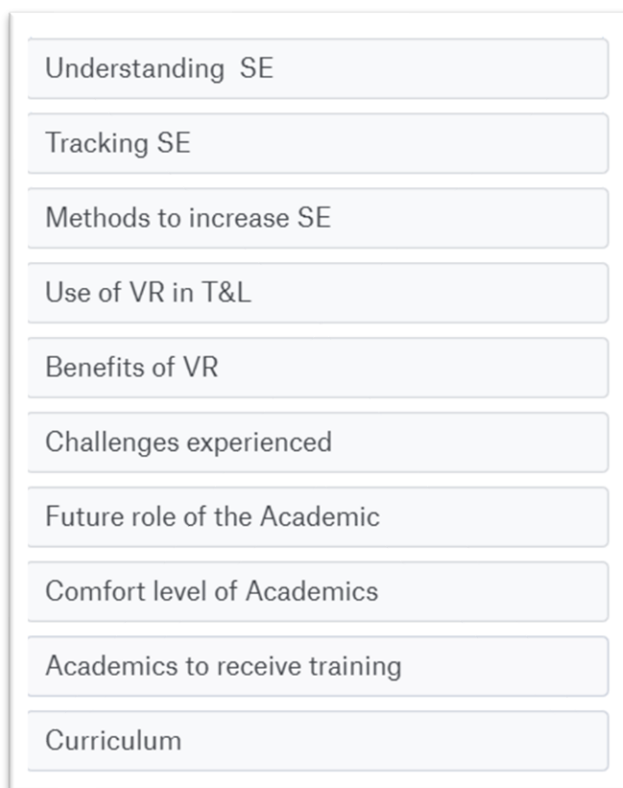 Understanding  SE
Tracking SE
Methods to increase SE
Use of VR in T&L
Benefits of VR
Challenges experienced
Future role of the Academic
Comfort level of Academics
Academics to receive training
Curriculum